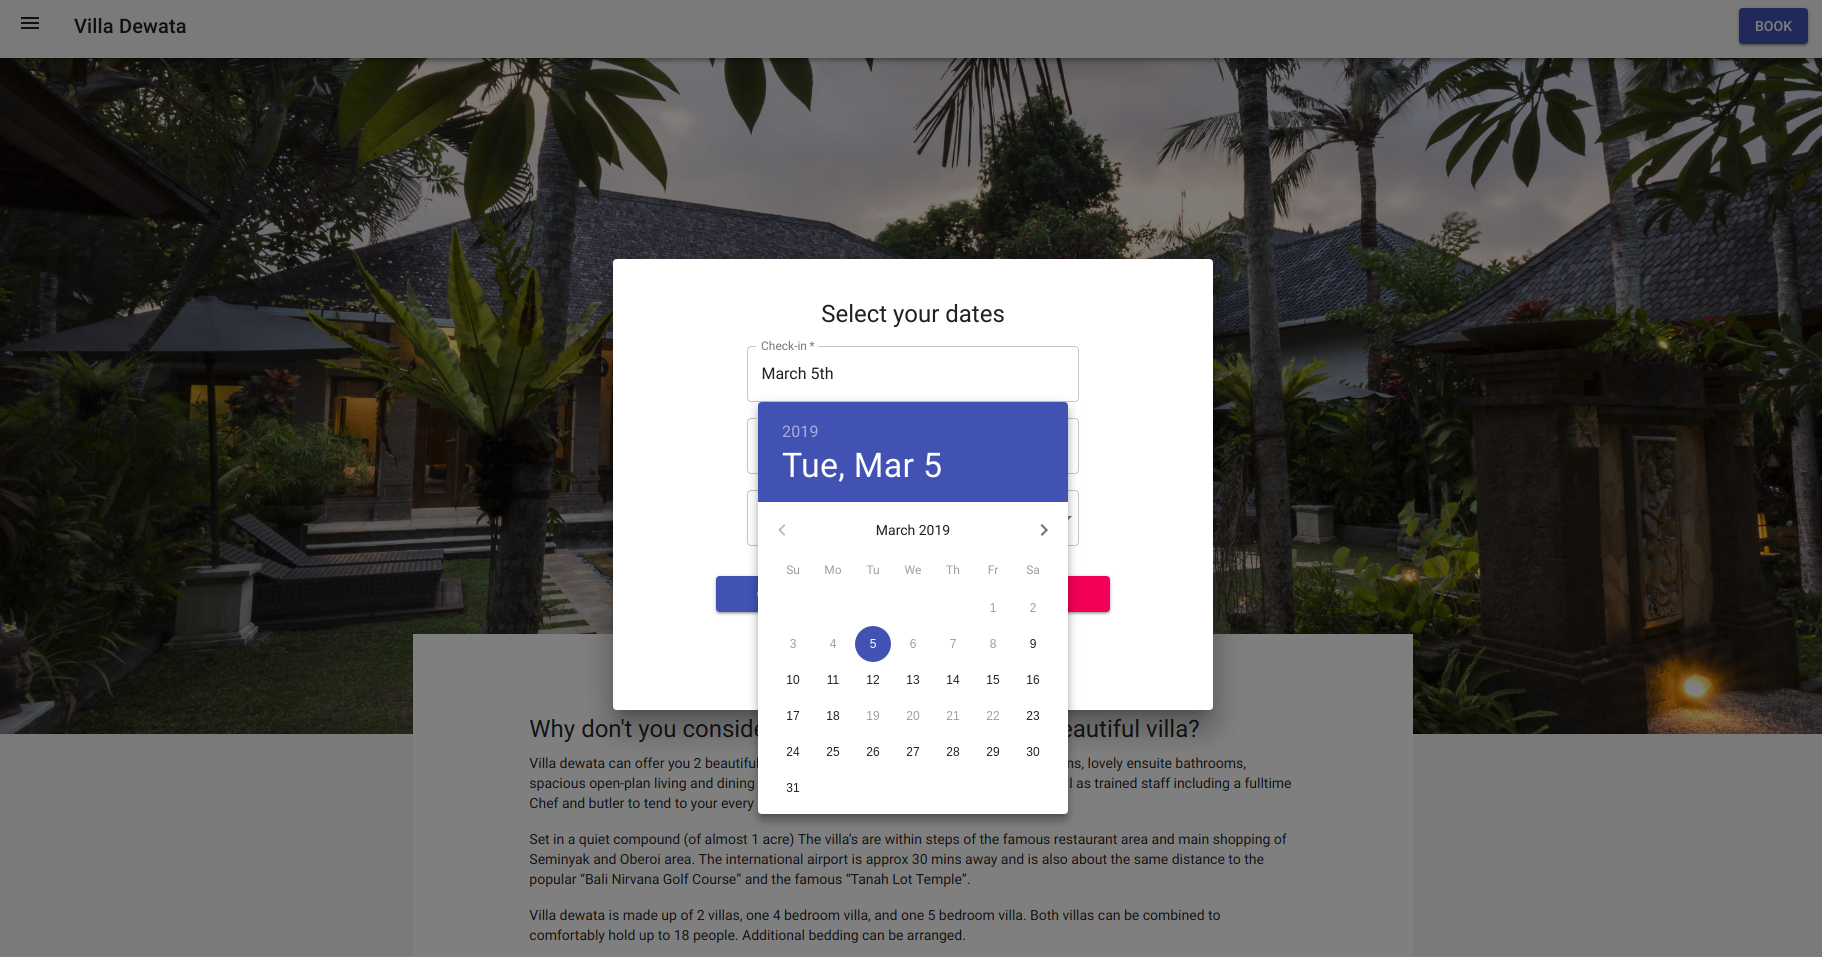 Villa Dewata
BOOK
Select your dates
Check-in *
March 5th
2019
Tue, Mar 5
March 2019
Su Mo Tu We Th Fr Sa
1 2
3 4 5 6 7 8 9
10 11 12 13 14 15 16
17 18 19 20 21 22 23
24 25 26 27 28 29 30
31
Why don't you conside eautiful villa?
Villa dewata can offer you 2 beautiful ns, lovely ensuite bathrooms,
spacious open-plan living and dining l as trained staff including a fulltime
Chef and butler to tend to your every
Set in a quiet compound (of almost 1 acre) The villa’s are within steps of the famous restaurant area and main shopping of
Seminyak and Oberoi area. The international airport is approx 30 mins away and is also about the same distance to the
popular “Bali Nirvana Golf Course” and the famous “Tanah Lot Temple”.
Villa dewata is made up of 2 villas, one 4 bedroom villa, and one 5 bedroom villa. Both villas can be combined to
comfortably hold up to 18 people. Additional bedding can be arranged.